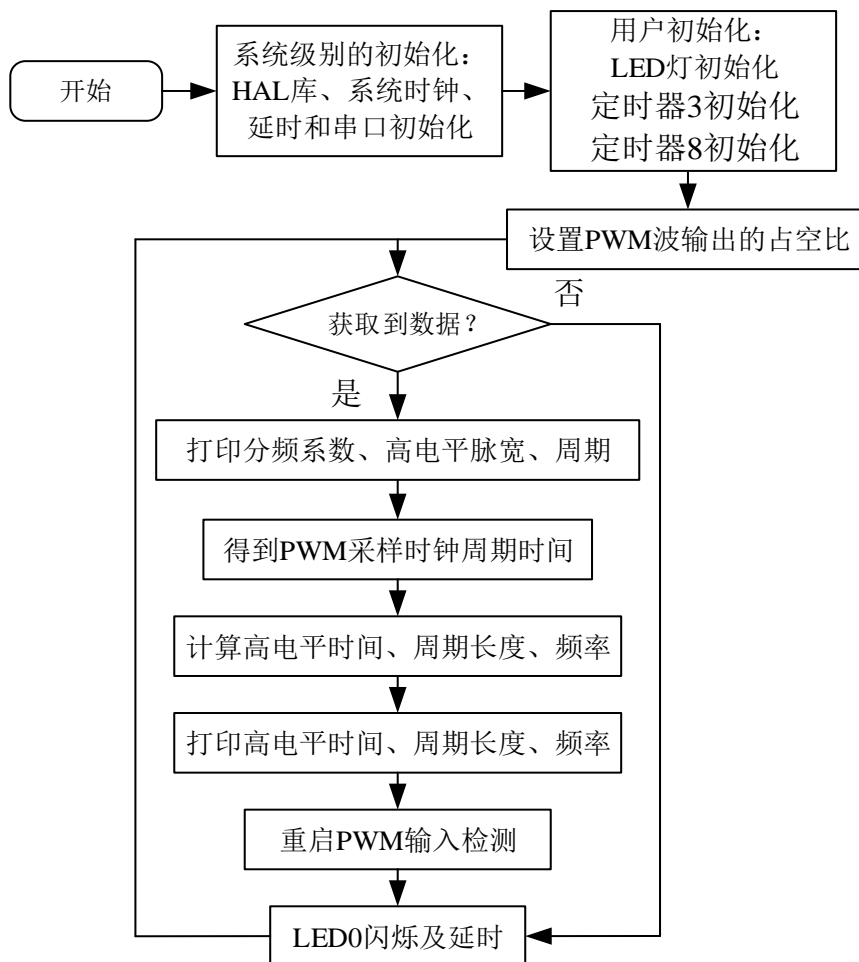 开始
系统级别的初始化：
HAL库、系统时钟、
延时和串口初始化
用户初始化：
LED灯初始化
定时器3初始化
定时器8初始化
设置PWM波输出的占空比
获取到数据？
否
是
打印分频系数、高电平脉宽、周期
得到PWM采样时钟周期时间
计算高电平时间、周期长度、频率
打印高电平时间、周期长度、频率
重启PWM输入检测
LED0闪烁及延时